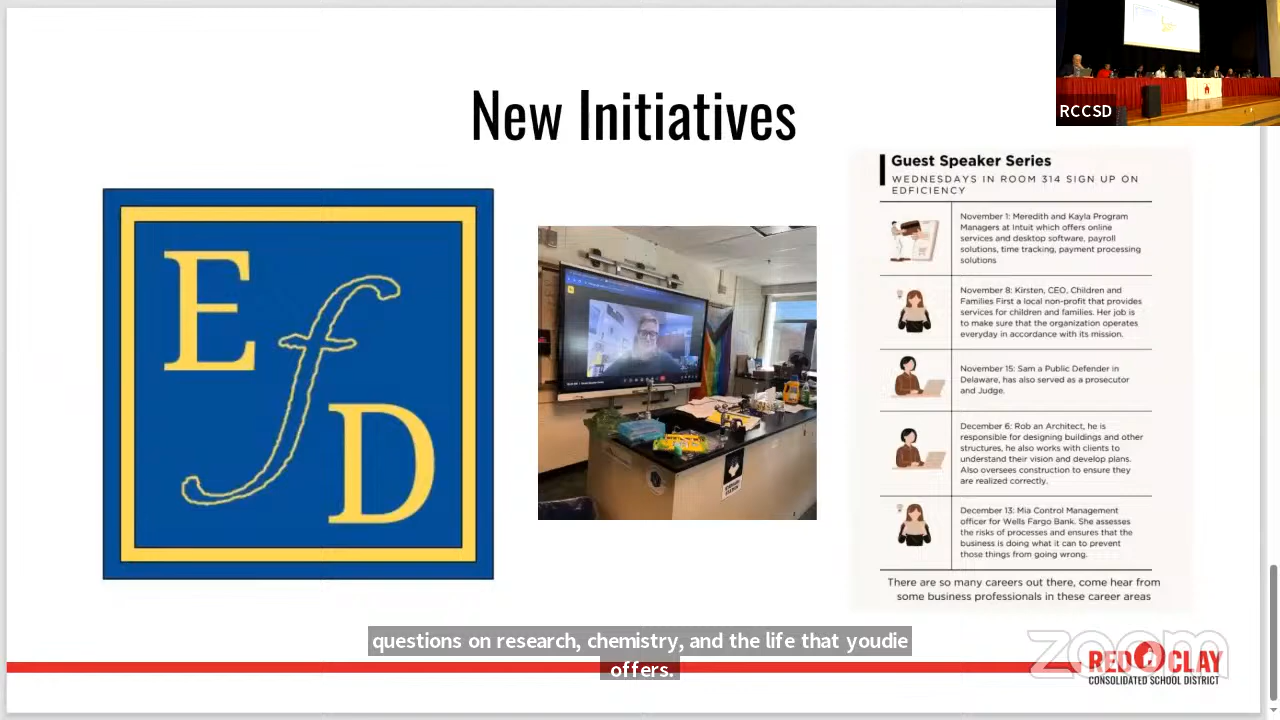 RCCSD
New Initiatives
E
f
D
Guest Speaker Series
WEDNESDAYS IN ROOM 314 SIGN UP ON
EDFICIENCY
November 1: Meredith and Kayla Program
Managers at Intuit which offers online
services and desktop software, payroll
solutions, time tracking, payment processing
solutions
November 8: Kirsten, CEO, Children and
Families First a local non-profit that provides
services for children and families. Her job is
to make sure that the organization operates
everyday in accordance with its mission.
November 15: Sam a Public Defender in
Delaware, has also served as a prosecutor
and Judge.
December 6: Rob an Architect, he is
responsible for designing buildings and other
structures, he also works with clients to
understand their vision and develop plans.
Also oversees construction to ensure they
are realized correctly.
December 13: Mia Control Management
officer for Wells Fargo Bank. She assesses
the risks of processes and ensures that the
business is doing what it can to prevent
those things from going wrong.
There are so many careers out there, come hear from
some business professionals in these career areas
questions on research, chemistry, and the life that youdie
offers.
zoom
RED CLAY
CONSOLIDATED SCHOOL DISTRICT